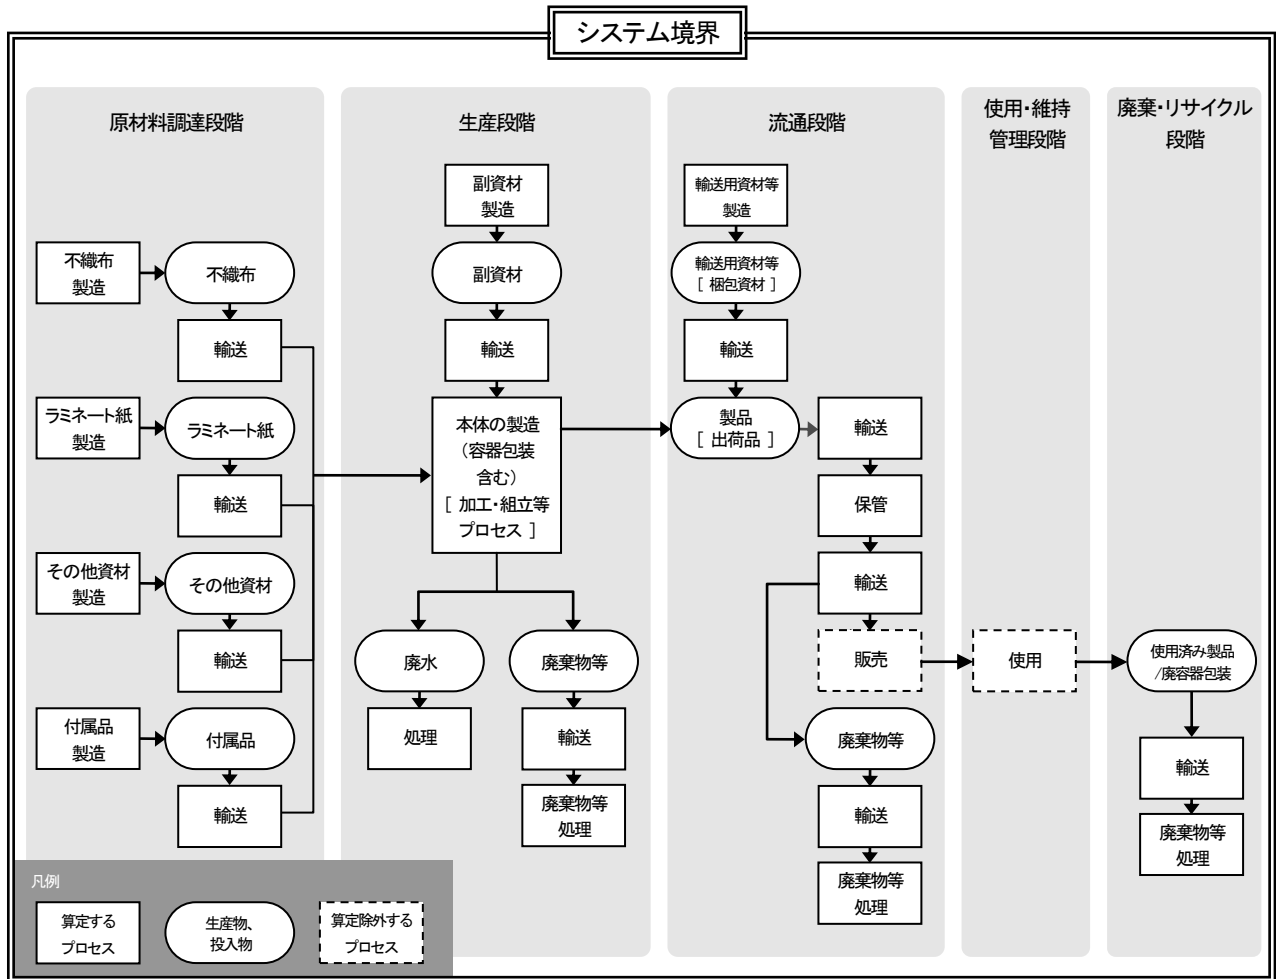 システム境界
原材料調達段階
不織布
製造
不織布
輸送
ラミネート紙
製造
ラミネート紙
輸送
その他資材
製造
その他資材
輸送
付属品
製造
付属品
輸送
生産段階
副資材
製造
副資材
輸送
本体の製造
（容器包装
含む）
［ 加工・組立等
プロセス ］
廃水
処理
廃棄物等
輸送
廃棄物等
処理
流通段階
輸送用資材等
製造
輸送用資材等
［ 梱包資材 ］
輸送
製品
［ 出荷品 ］
輸送
保管
輸送
販売
廃棄物等
輸送
廃棄物等
処理
使用・維持
管理段階
使用
廃棄・リサイクル
段階
使用済み製品
/廃容器包装
輸送
廃棄物等
処理
凡例
算定する
プロセス
生産物、
投入物
算定除外する
プロセス